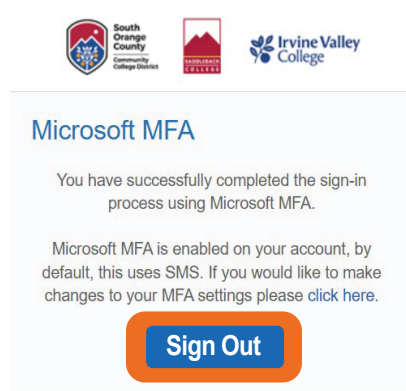 South
Orange
County
Community
College District
SADDLEBACK
COLLEGE
Irvine Valley
College
Microsoft MFA
You have successfully completed the sign-in
process using Microsoft MFA.
Microsoft MFA is enabled on your account, by
default, this uses SMS. If you would like to make
changes to your MFA settings please click here.
Sign Out